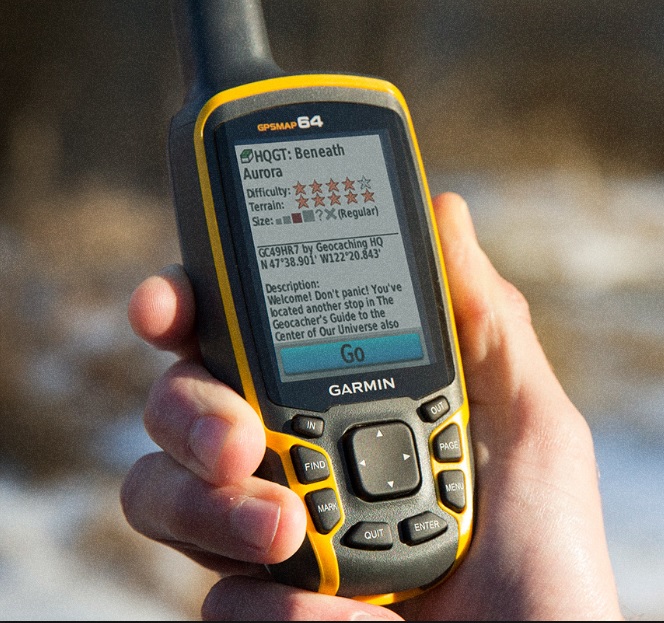 GPSMAP 64
HQGT: Beneath
Aurora
Difficulty:
Terrain:
Size: ? (Regular)
GC49HR7 by Geocaching HQ
N 47°38.901' W122°20.843'
Description:
Welcome! Don't panic! You've
located another stop in The
Geocacher's Guide to the
Center of Our Universe also
Go
GARMIN
IN
OUT
FIND
PAGE
MARK
MENU
QUIT
ENTER